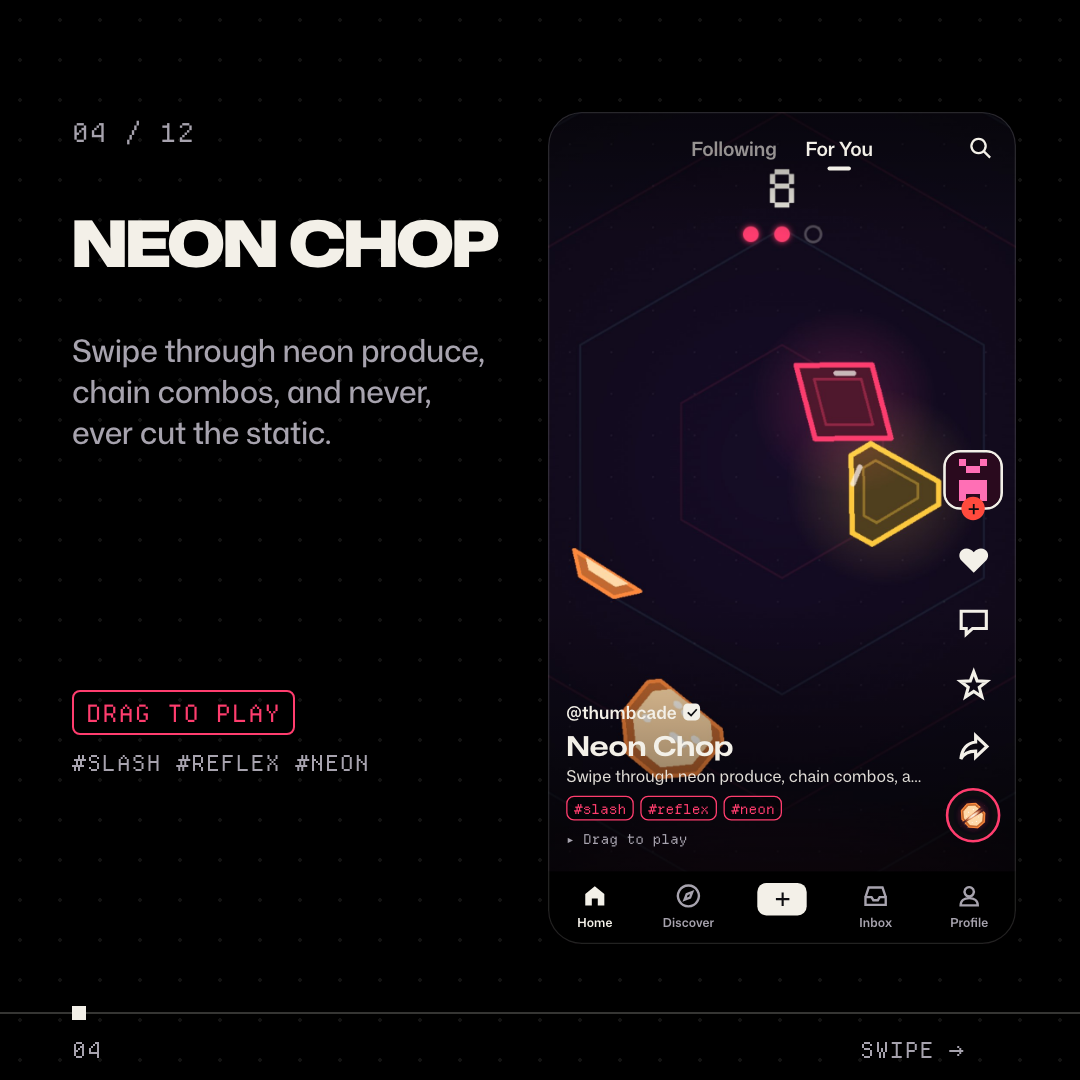 04 / 12
NEON CHOP
Swipe through neon produce,
chain combos, and never,
ever cut the static.
DRAG TO PLAY
#SLASH #REFLEX #NEON
Following For You
8
@thumbcade
Neon Chop
Swipe through neon produce, chain combos, a...
#slash #reflex #neon
▸ Drag to play
Home Discover Inbox Profile
04
SWIPE →